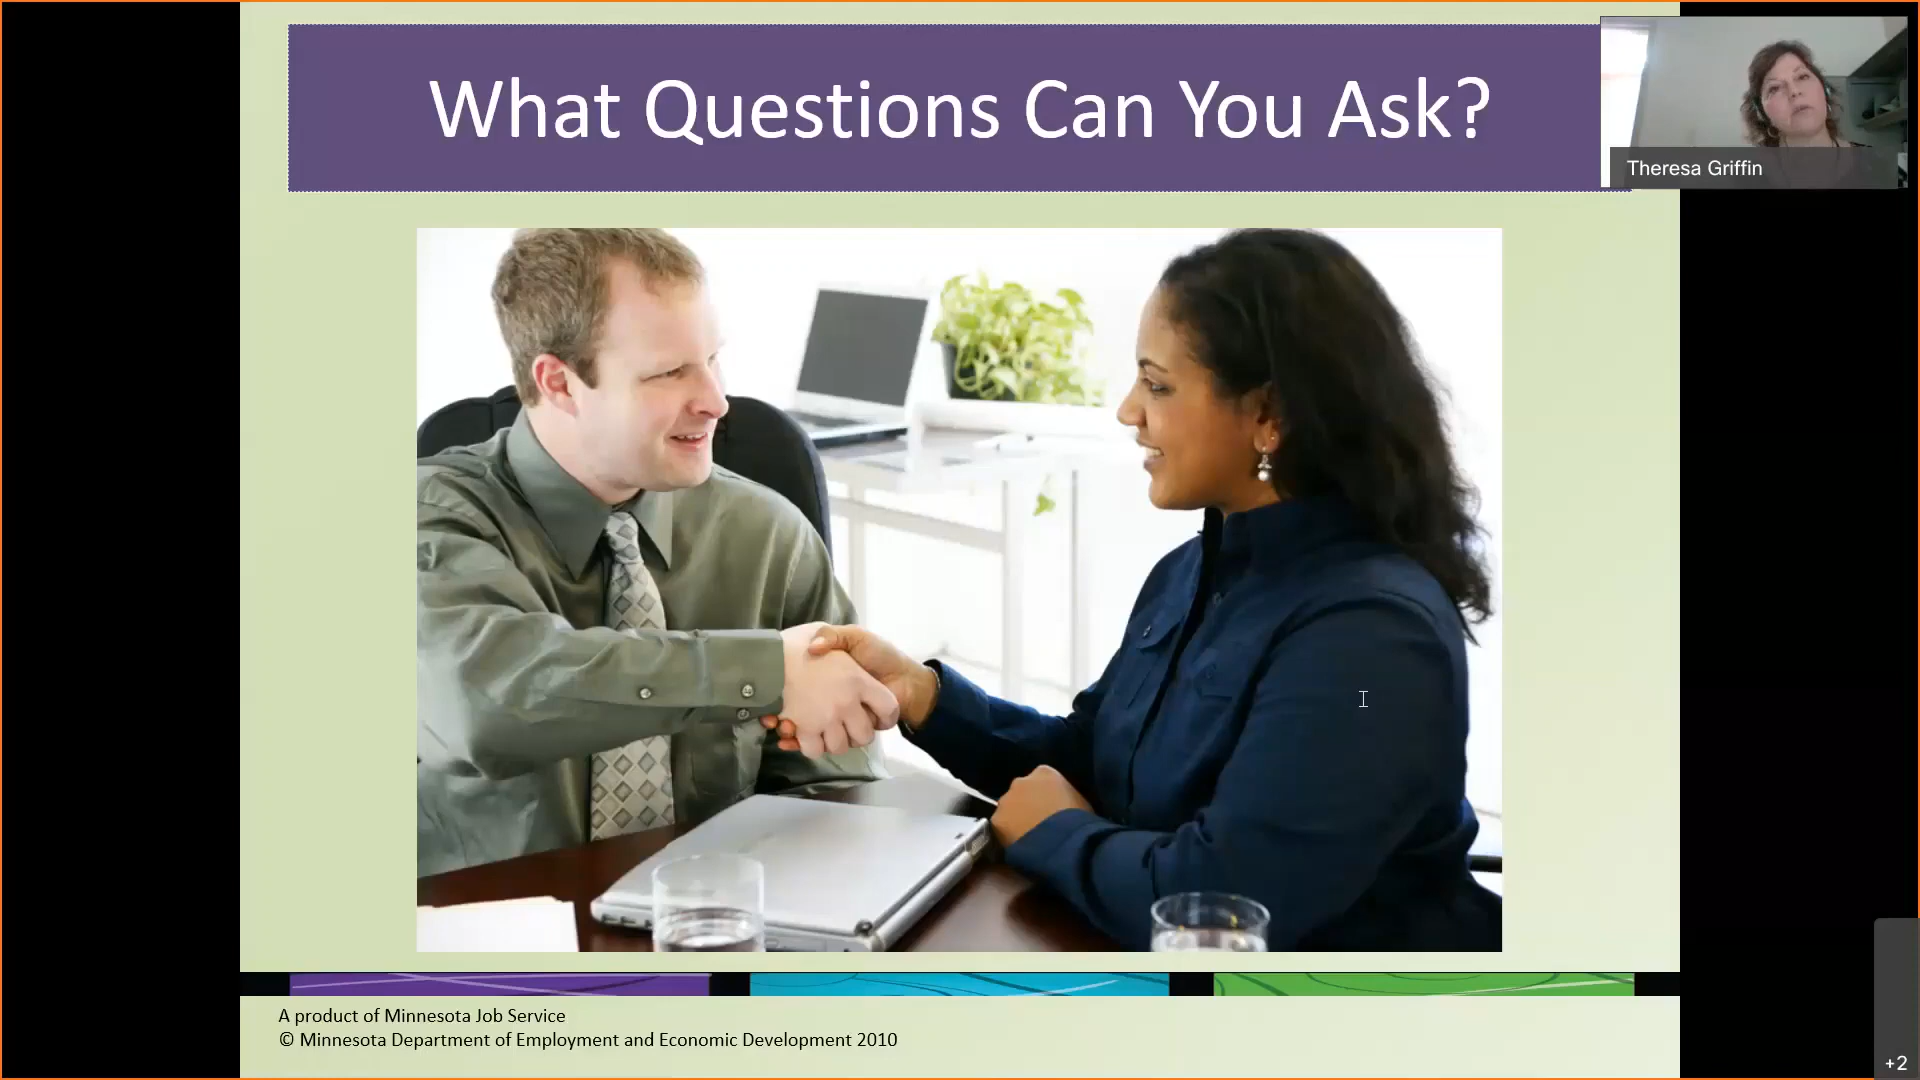 What Questions Can You Ask?
Theresa Griffin
A product of Minnesota Job Service
© Minnesota Department of Employment and Economic Development 2010
+2